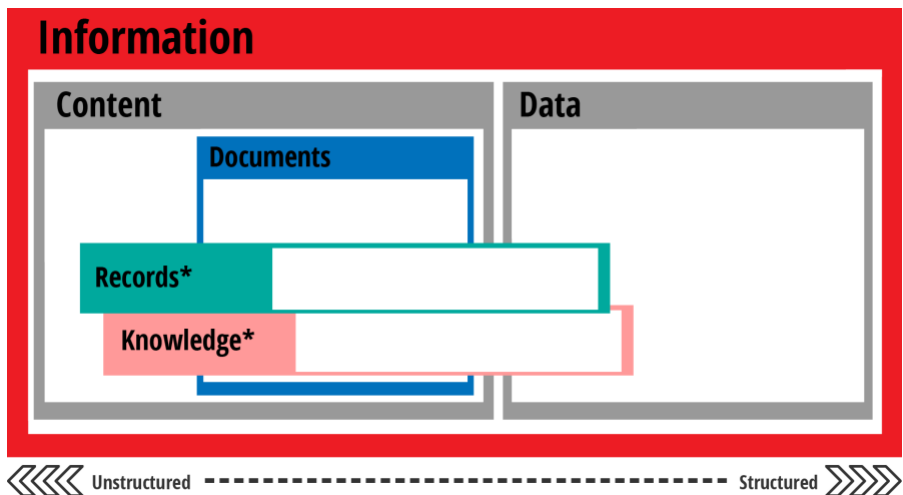 Information
Content
Data
Documents
Records*
Knowledge*
Unstructured
Structured